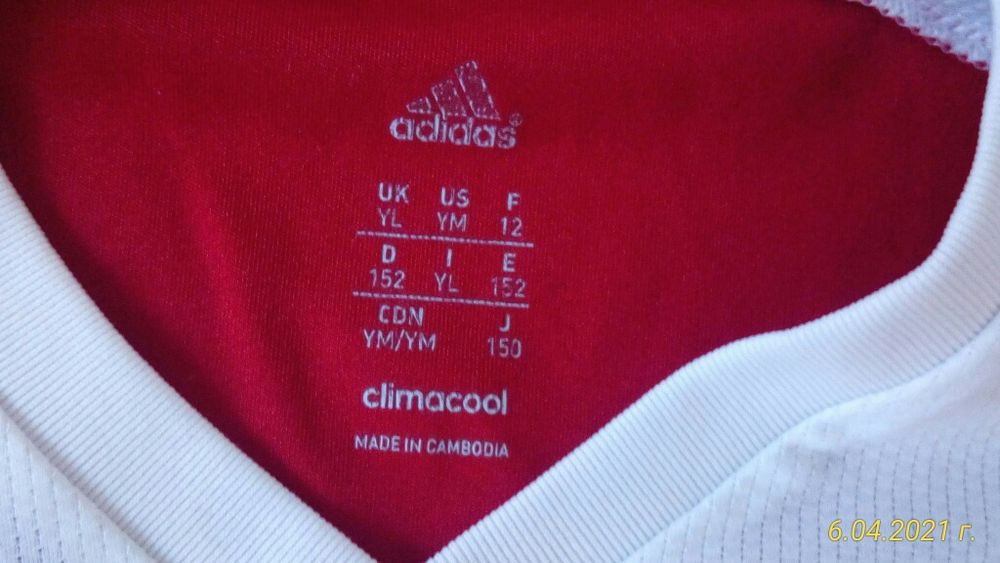 adidas®
UK US F
YL YM 12
D I E
152 YL 152
CDN J
YM/YM 150
climacool
MADE IN CAMBODIA
6.04.2021 г.